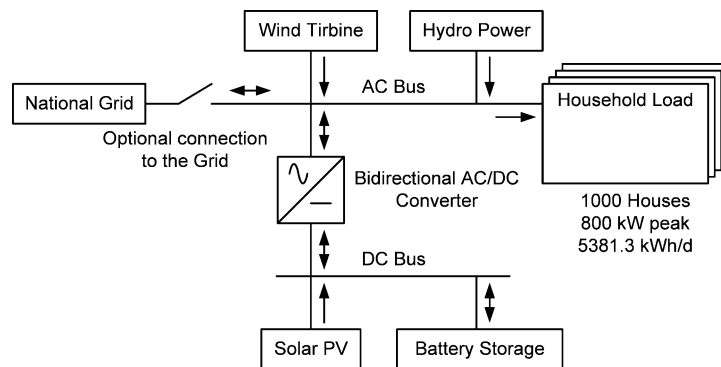 Wind Tirbine
Hydro Power
National Grid
AC Bus
Household Load
Optional connection
to the Grid
Bidirectional AC/DC
Converter
1000 Houses
800 kW peak
5381.3 kWh/d
DC Bus
Solar PV
Battery Storage